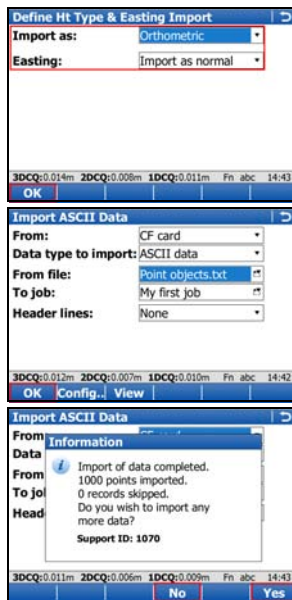 Define Ht Type & Easting Import
Import as: Orthometric
Easting: Import as normal
3DCQ:0.014m 2DCQ:0.008m 1DCQ:0.011m Fn abc 14:43
OK
Import ASCII Data
From: CF card
Data type to import: ASCII data
From file: Point objects.txt
To job: My first job
Header lines: None
3DCQ:0.012m 2DCQ:0.007m 1DCQ:0.010m Fn abc 14:42
OK Config.. View
Import ASCII Data
From
Information
Data
Import of data completed.
1000 points imported.
From
0 records skipped.
To jol
Do you wish to import any
Head
more data?
Support ID: 1070
3DCQ:0.011m 2DCQ:0.006m 1DCQ:0.009m Fn abc 14:43
No Yes